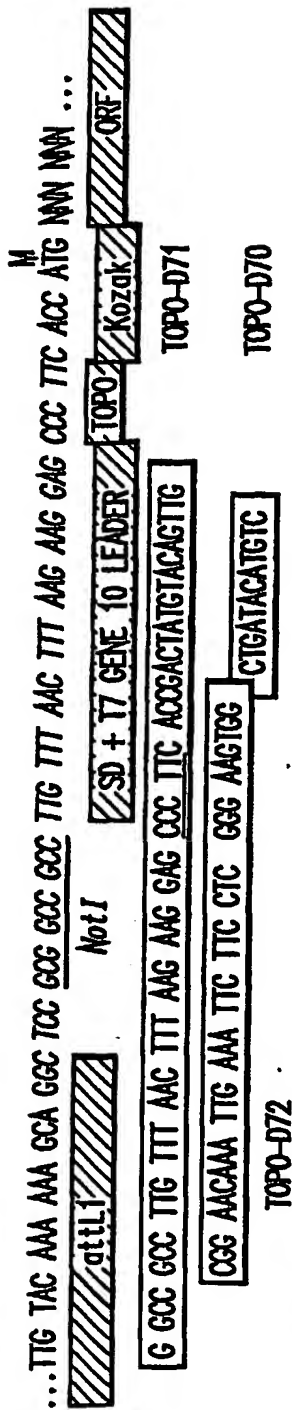 M
...TTG TAC AAA AAA GCA GGC TCC GCG GCC GCC TTG TTT AAC TTT AAG AAG GAG CCC TTC ACC ATG NNN NNN ...
attL1 NotI SD + T7 GENE 10 LEADER TOPO Kozak ORF
G GCC GCC TTG TTT AAC TTT AAG AAG GAG CCC TTC ACCGACTATGTACAGTTG TOPO-D71
CGG AACAAA TTG AAA TTC TTC CTC GGG AAGTGG CTGATACATGTC TOPO-D70
TOPO-D72